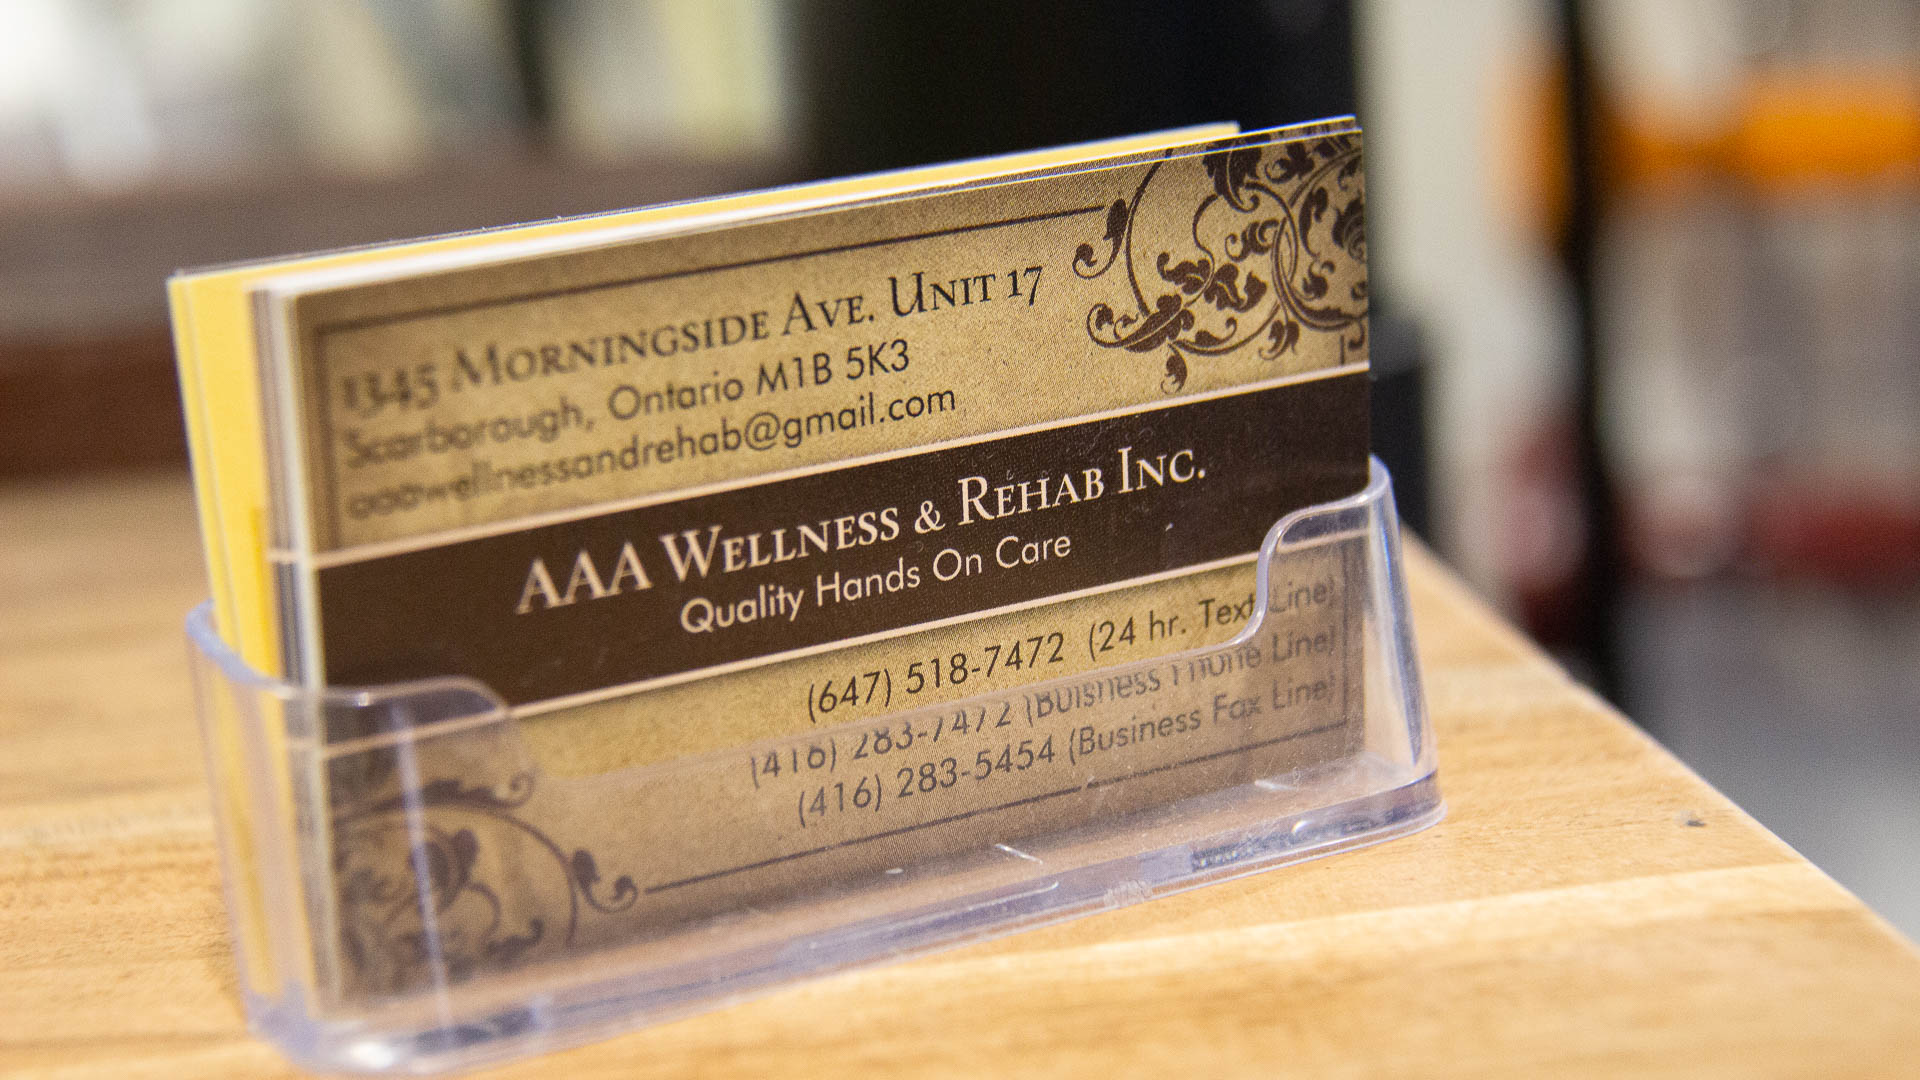 1345 Morningside Ave. Unit 17
Scarborough, Ontario M1B 5K3
aaawellnessandrehab@gmail.com
AAA Wellness & Rehab Inc.
Quality Hands On Care
(647) 518-7472 (24 hr. Text Line)
(416) 283-7472 (Buisness Phone Line)
(416) 283-5454 (Business Fax Line)